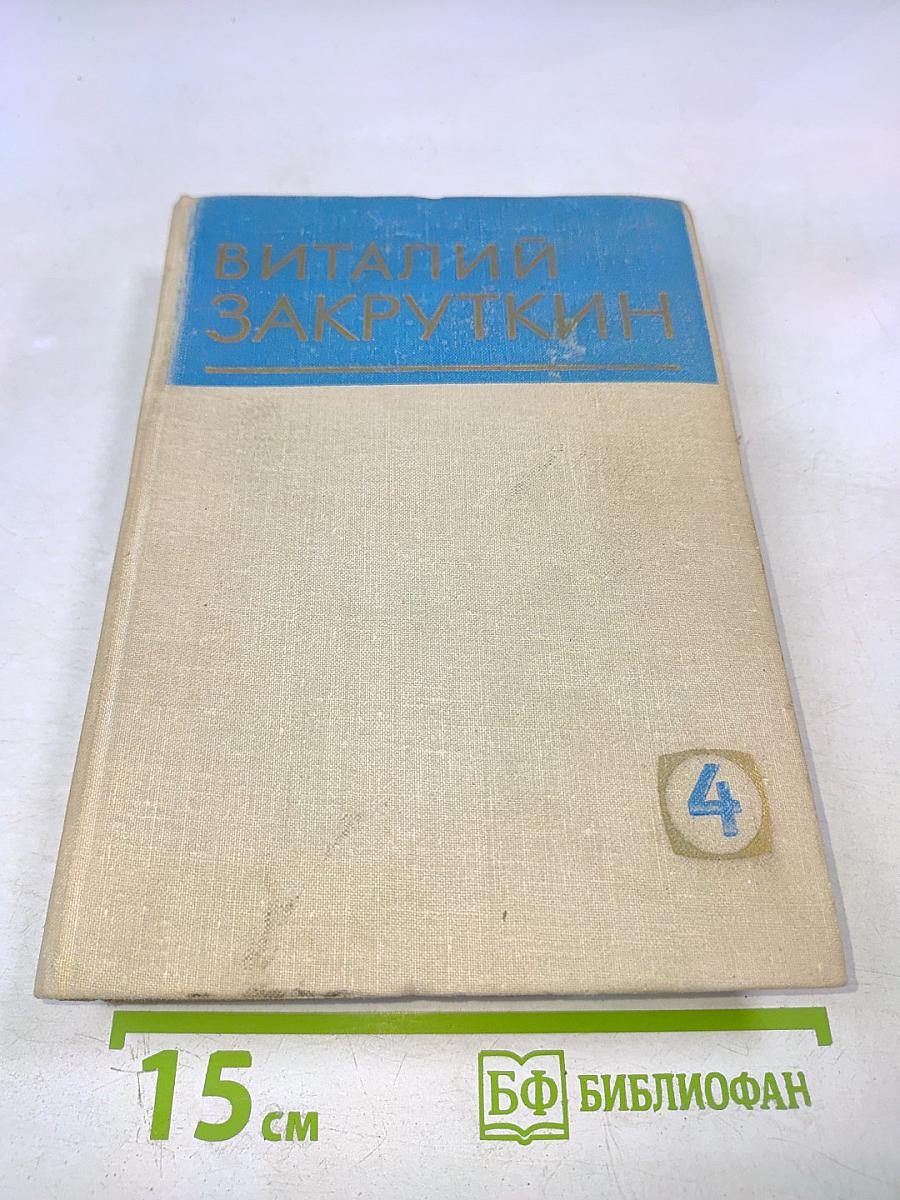 ВИТАЛИЙ
ЗАКРУТКИН
4
15 см
БФ БИБЛИОФАН